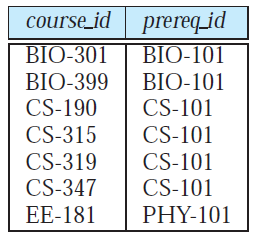 course_id prereq_id
BIO-301 BIO-101
BIO-399 BIO-101
CS-190 CS-101
CS-315 CS-101
CS-319 CS-101
CS-347 CS-101
EE-181 PHY-101